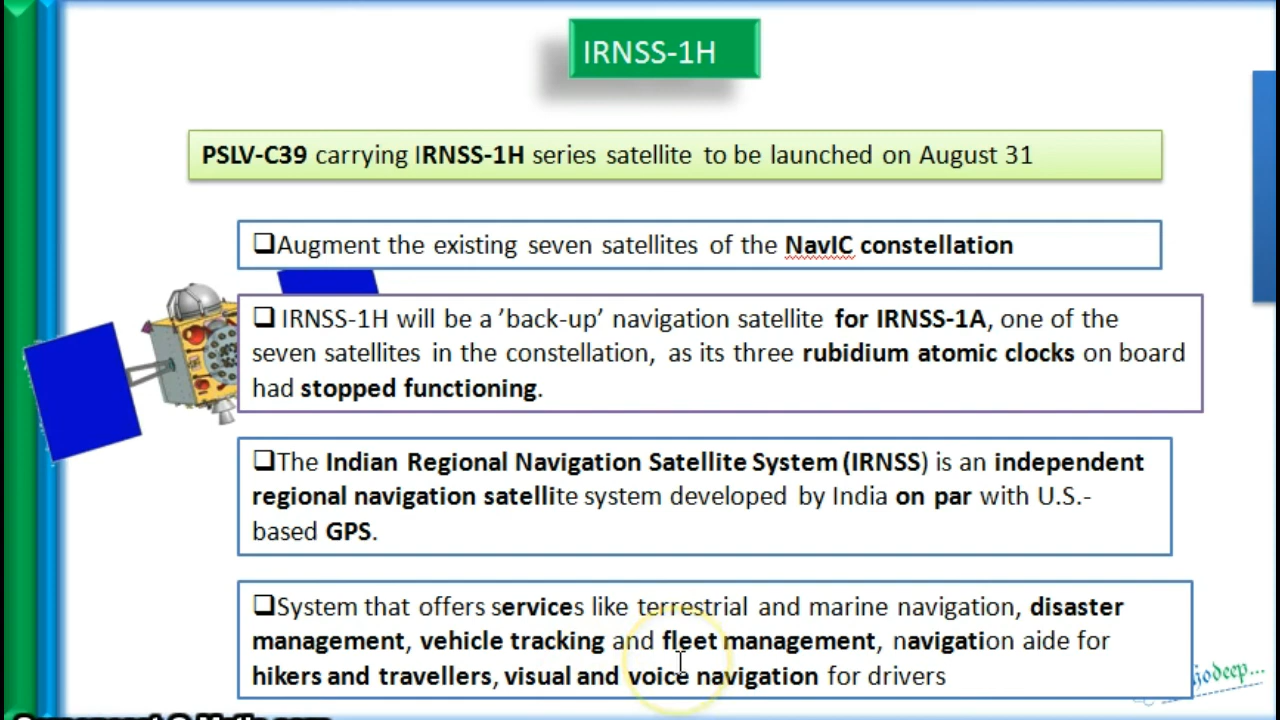 IRNSS-1H
PSLV-C39 carrying IRNSS-1H series satellite to be launched on August 31
❑Augment the existing seven satellites of the NavIC constellation
❑ IRNSS-1H will be a ’back-up’ navigation satellite for IRNSS-1A, one of the
seven satellites in the constellation, as its three rubidium atomic clocks on board
had stopped functioning.
❑The Indian Regional Navigation Satellite System (IRNSS) is an independent
regional navigation satellite system developed by India on par with U.S.-
based GPS.
❑System that offers services like terrestrial and marine navigation, disaster
management, vehicle tracking and fleet management, navigation aide for
hikers and travellers, visual and voice navigation for drivers